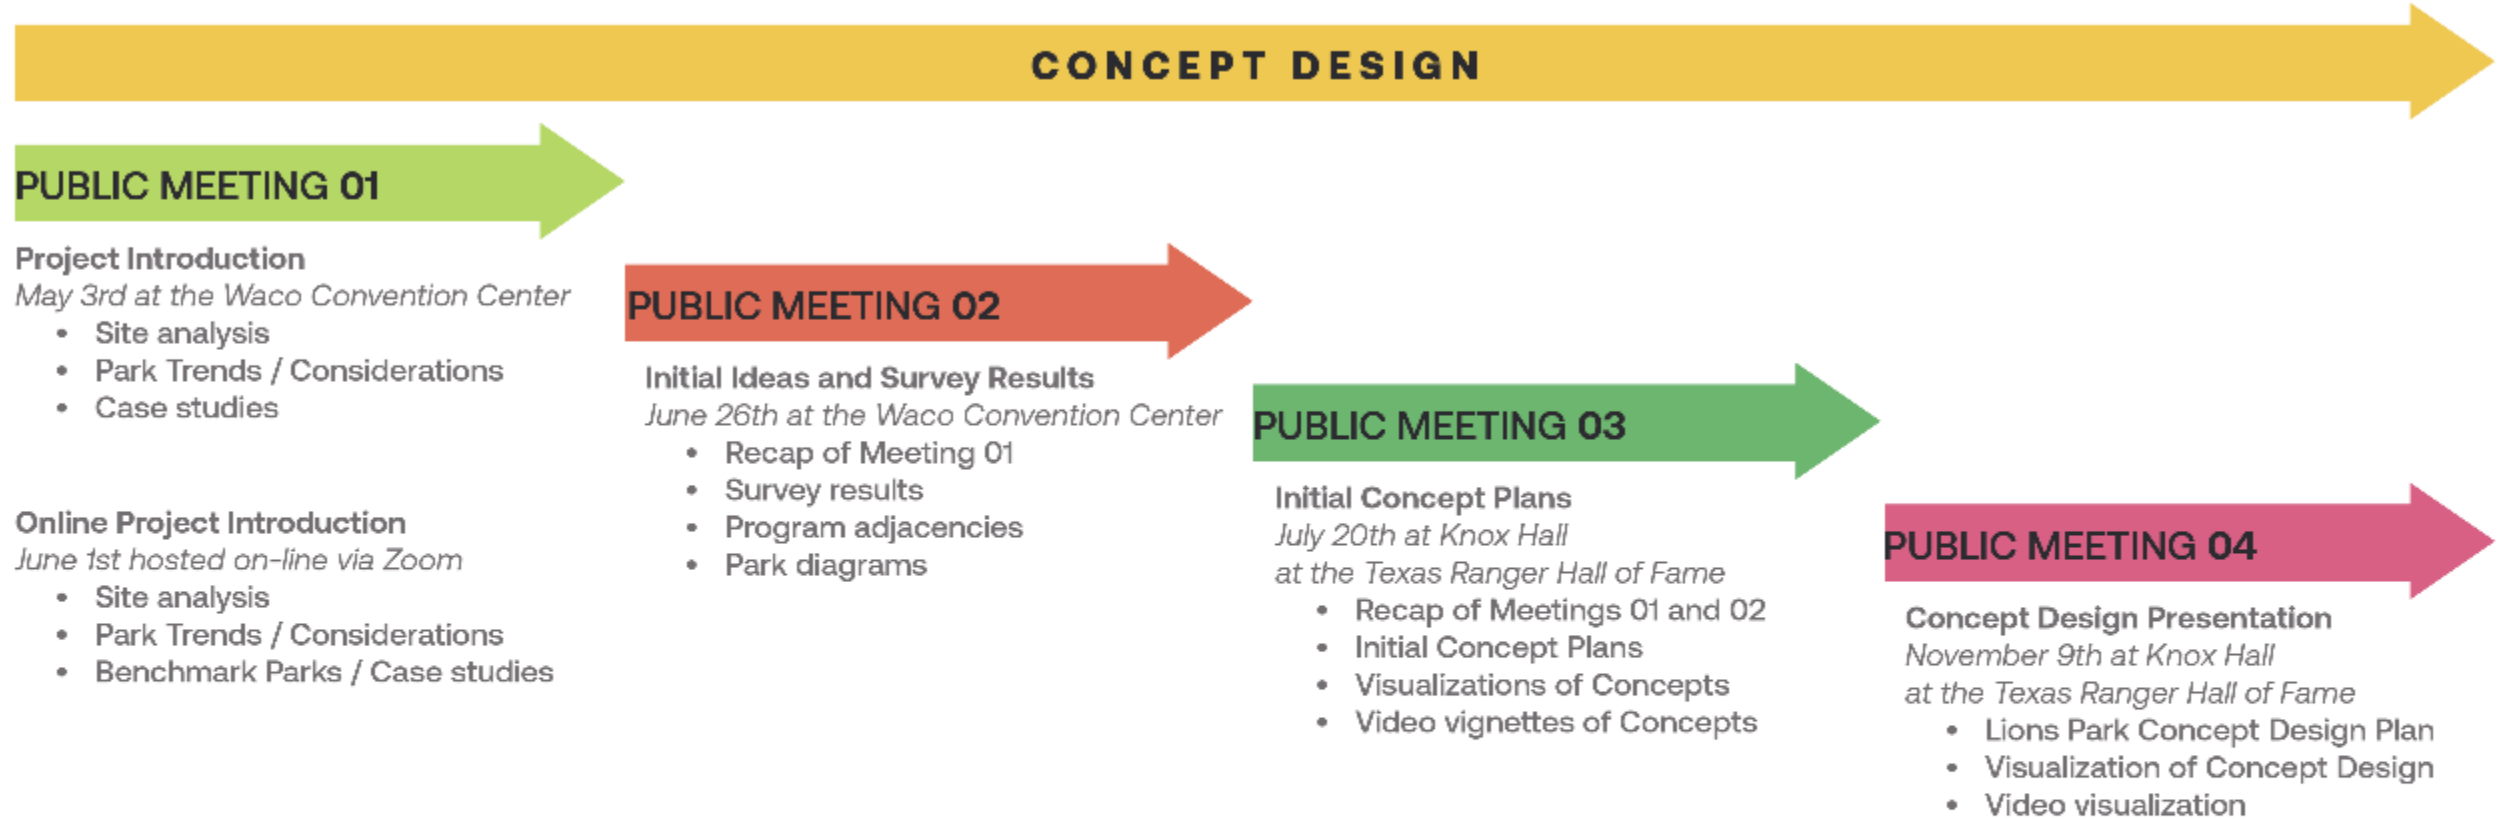 CONCEPT DESIGN
PUBLIC MEETING 01
Project Introduction
May 3rd at the Waco Convention Center
• Site analysis
• Park Trends / Considerations
• Case studies
Online Project Introduction
June 1st hosted on-line via Zoom
• Site analysis
• Park Trends / Considerations
• Benchmark Parks / Case studies
PUBLIC MEETING 02
Initial Ideas and Survey Results
June 26th at the Waco Convention Center
• Recap of Meeting 01
• Survey results
• Program adjacencies
• Park diagrams
PUBLIC MEETING 03
Initial Concept Plans
July 20th at Knox Hall
at the Texas Ranger Hall of Fame
• Recap of Meetings 01 and 02
• Initial Concept Plans
• Visualizations of Concepts
• Video vignettes of Concepts
PUBLIC MEETING 04
Concept Design Presentation
November 9th at Knox Hall
at the Texas Ranger Hall of Fame
• Lions Park Concept Design Plan
• Visualization of Concept Design
• Video visualization